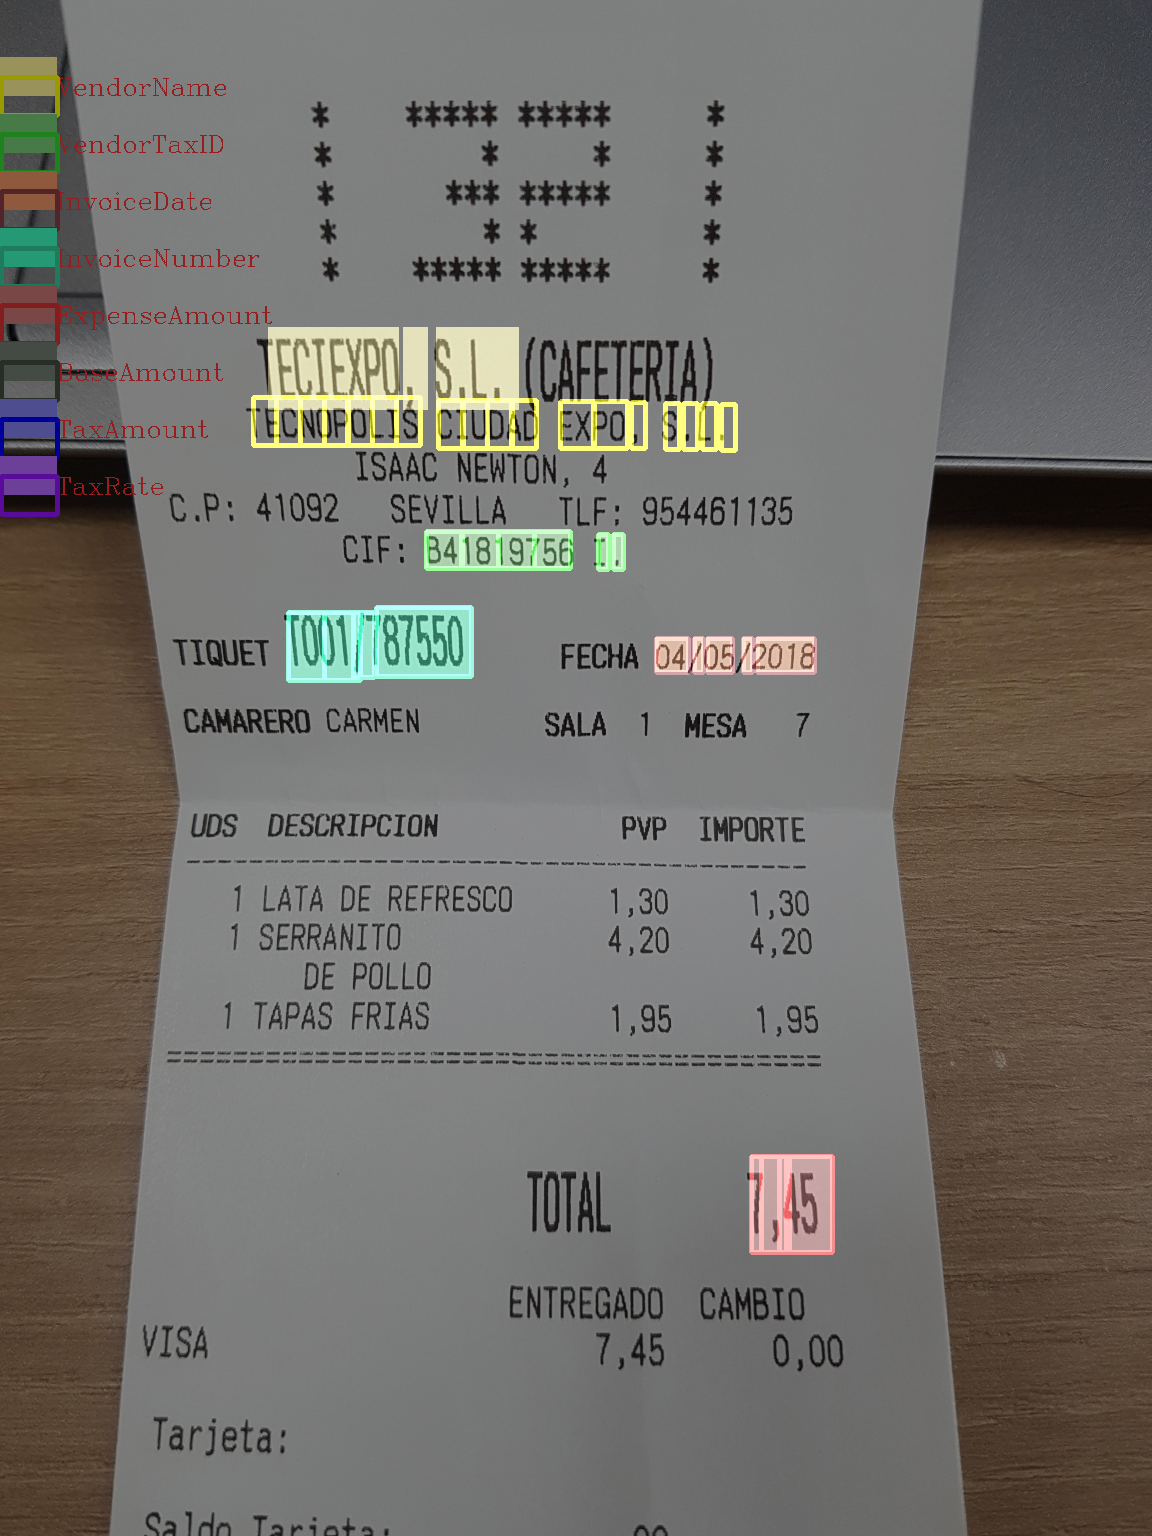 VendorName
VendorTaxID
InvoiceDate
InvoiceNumber
ExpenseAmount
BaseAmount
TaxAmount
TaxRate
* ***** ***** *
* * * *
* *** ***** *
* * * *
* ***** ***** *
TECIEXPO, S.L. (CAFETERIA)
TECNOPOLIS CIUDAD EXPO, S.L.
ISAAC NEWTON, 4
C.P: 41092 SEVILLA TLF: 954461135
CIF: B41819756 I.
TIQUET T001/787550 FECHA 04/05/2018
CAMARERO CARMEN SALA 1 MESA 7
UDS DESCRIPCION PVP IMPORTE
1 LATA DE REFRESCO 1,30 1,30
1 SERRANITO 4,20 4,20
DE POLLO
1 TAPAS FRIAS 1,95 1,95
TOTAL 7,45
ENTREGADO CAMBIO
VISA 7,45 0,00
Tarjeta:
Saldo Tarjeta: